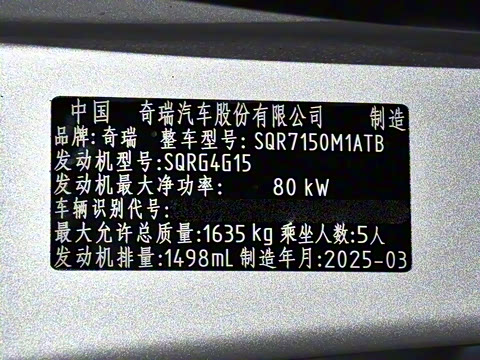 中国 奇瑞汽车股份有限公司 制造
品牌:奇瑞 整车型号:SQR7150M1ATB
发动机型号:SQRG4G15
发动机最大净功率: 80 kW
车辆识别代号:
最大允许总质量:1635 kg 乘坐人数:5人
发动机排量:1498mL 制造年月:2025-03